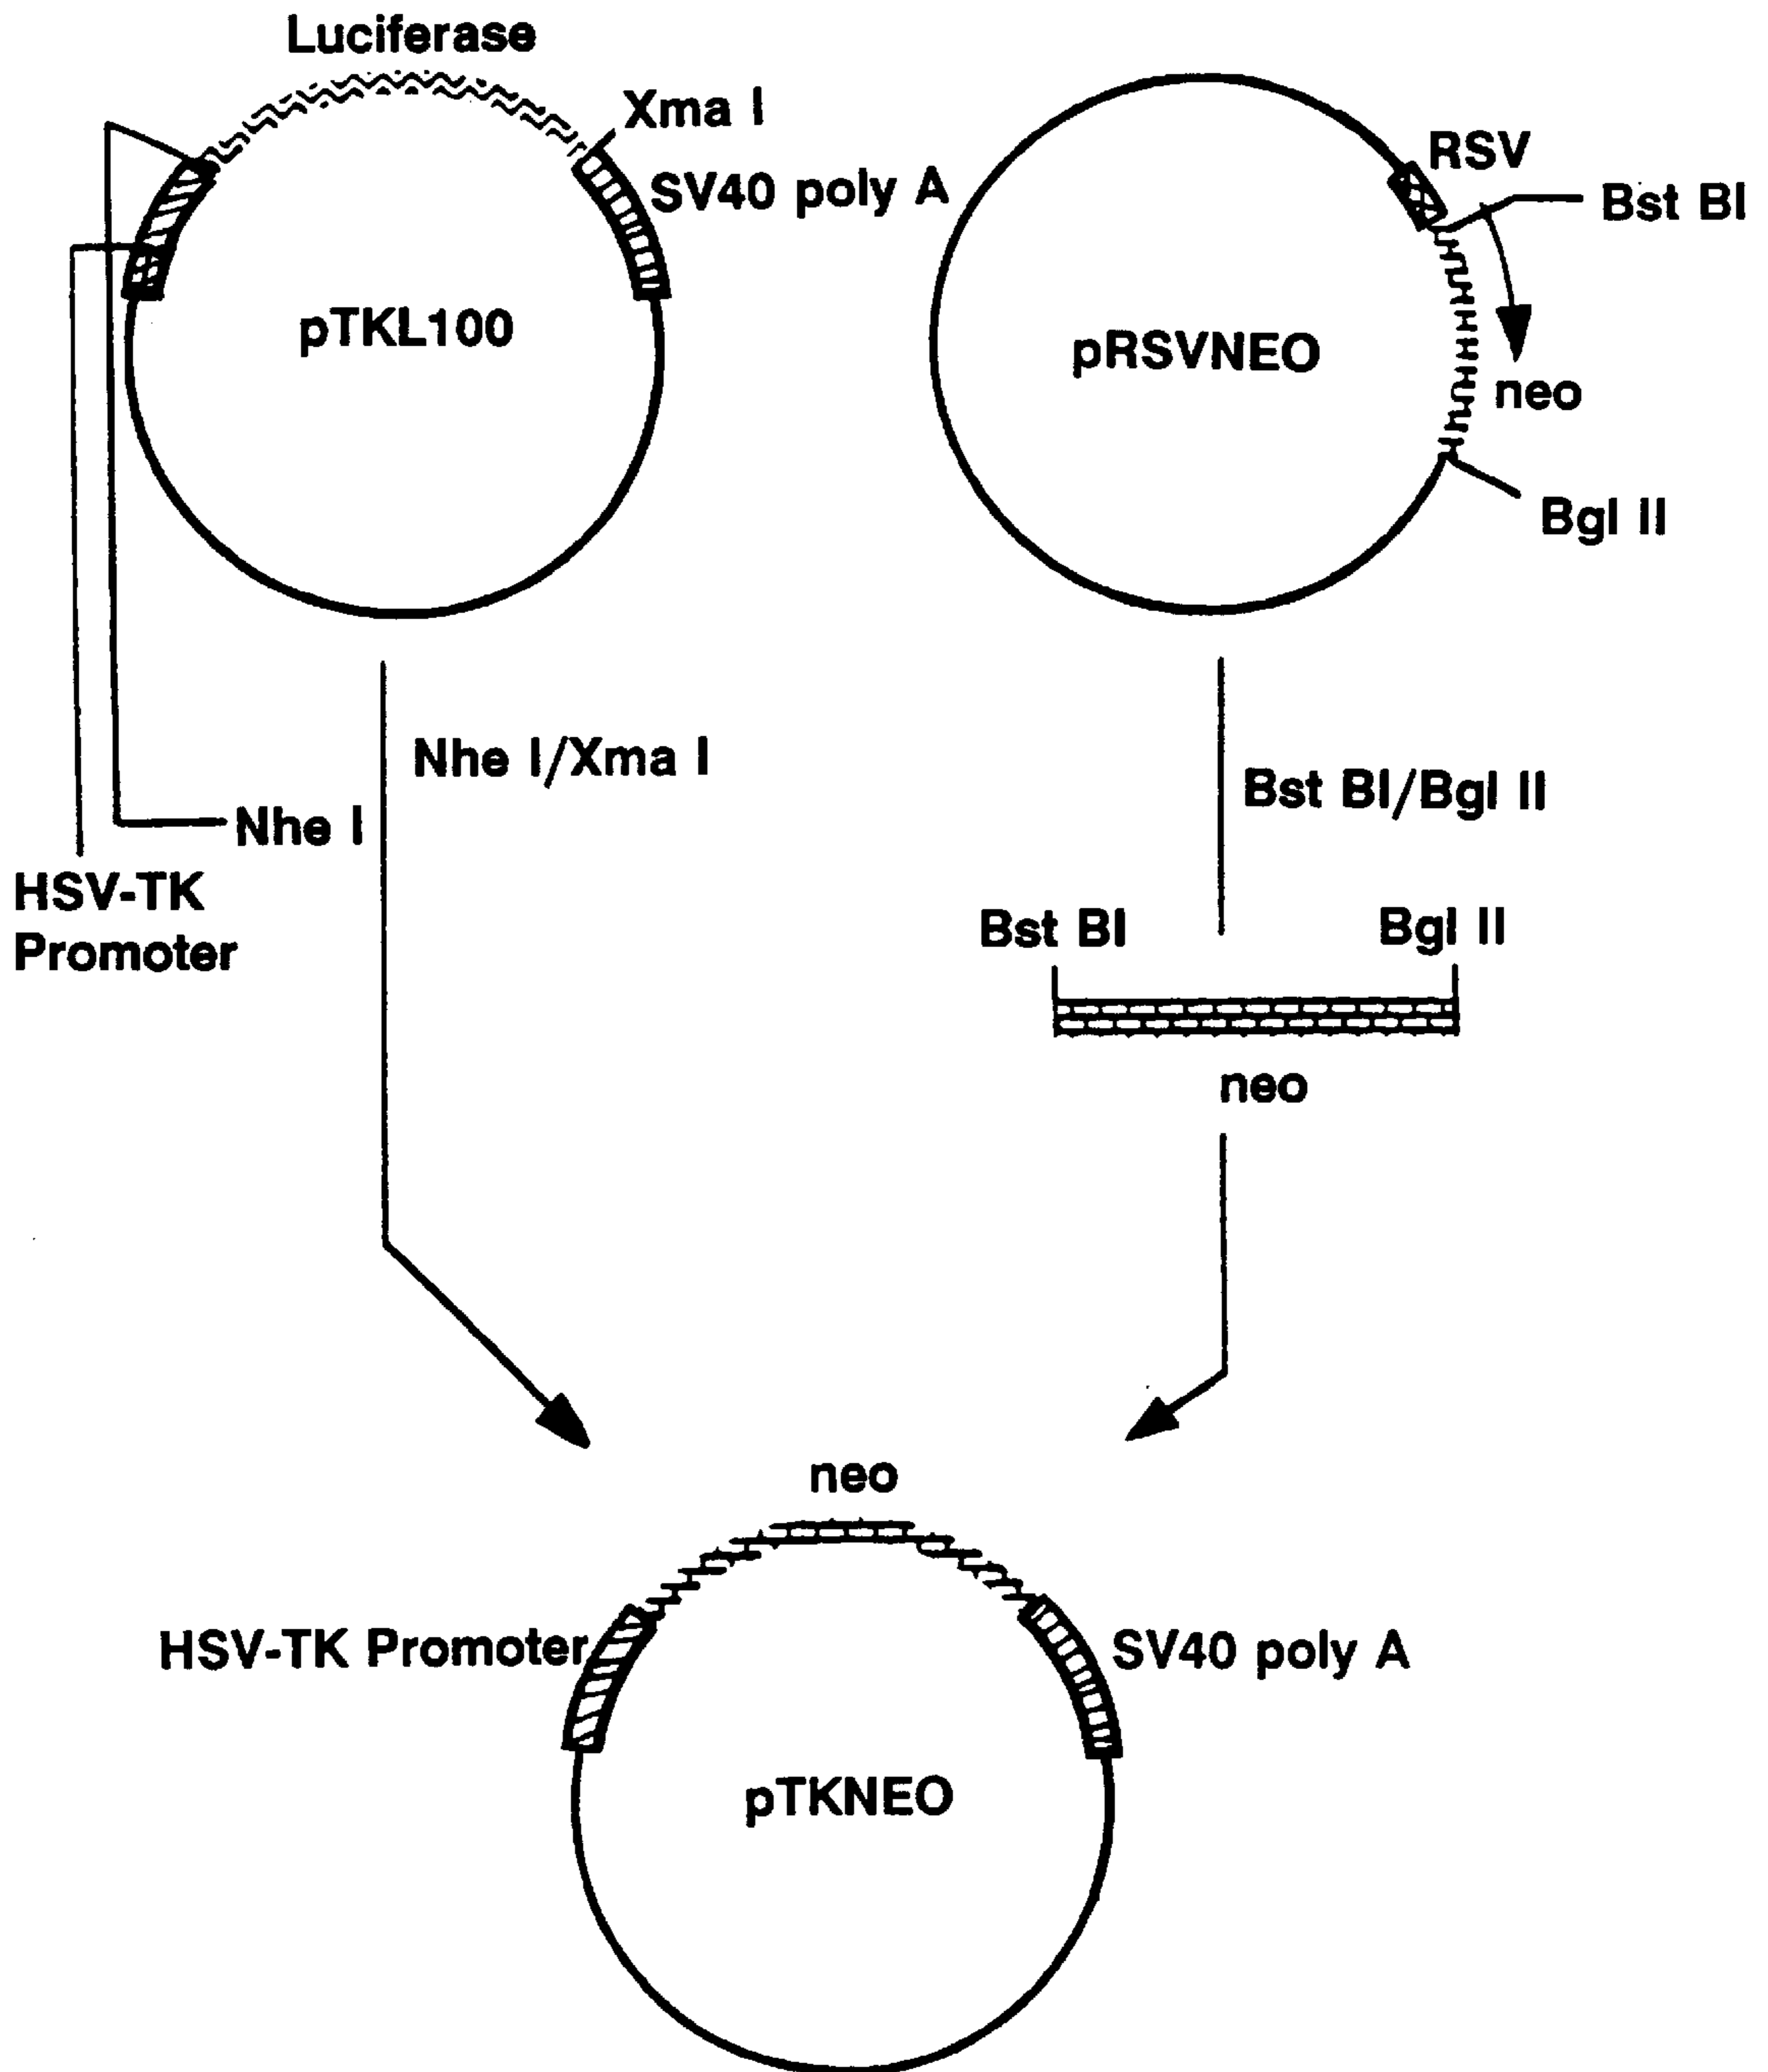 Luciferase
Xma I
SV40 poly A
pTKL100
RSV
Bst BI
pRSVNEO
neo
Bgl II
Nhe I/Xma I
Nhe I
HSV-TK
Promoter
Bst BI/Bgl II
Bst BI
Bgl II
neo
neo
HSV-TK Promoter
SV40 poly A
pTKNEO